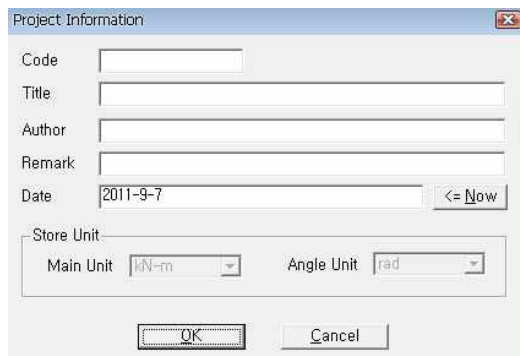 Project Information
Code
Title
Author
Remark
Date 2011-9-7 <= Now
Store Unit
Main Unit kN-m Angle Unit rad
OK Cancel